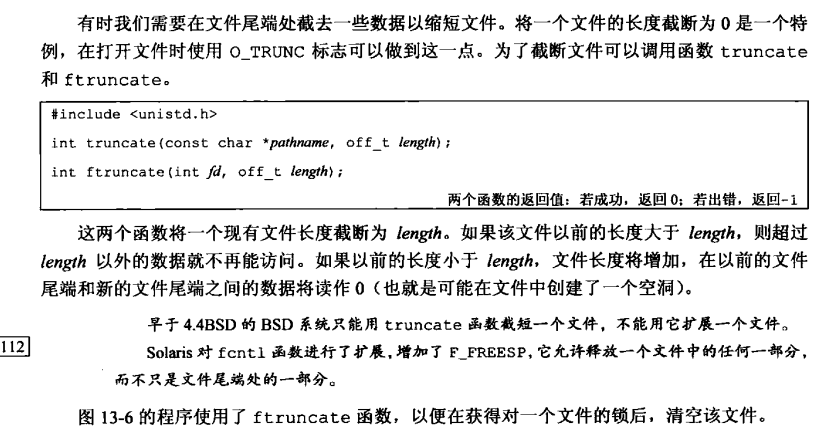 有时我们需要在文件尾端处截去一些数据以缩短文件。将一个文件的长度截断为 0 是一个特
例，在打开文件时使用 O_TRUNC 标志可以做到这一点。为了截断文件可以调用函数 truncate
和 ftruncate。
#include <unistd.h>
int truncate(const char *pathname, off_t length);
int ftruncate(int fd, off_t length);
两个函数的返回值：若成功，返回 0；若出错，返回-1
这两个函数将一个现有文件长度截断为 length。如果该文件以前的长度大于 length，则超过
length 以外的数据就不再能访问。如果以前的长度小于 length，文件长度将增加，在以前的文件
尾端和新的文件尾端之间的数据将读作 0（也就是可能在文件中创建了一个空洞）。
早于 4.4BSD 的 BSD 系统只能用 truncate 函数截短一个文件，不能用它扩展一个文件。
112
Solaris 对 fcntl 函数进行了扩展，增加了 F_FREESP，它允许释放一个文件中的任何一部分，
而不只是文件尾端处的一部分。
图 13-6 的程序使用了 ftruncate 函数，以便在获得对一个文件的锁后，清空该文件。